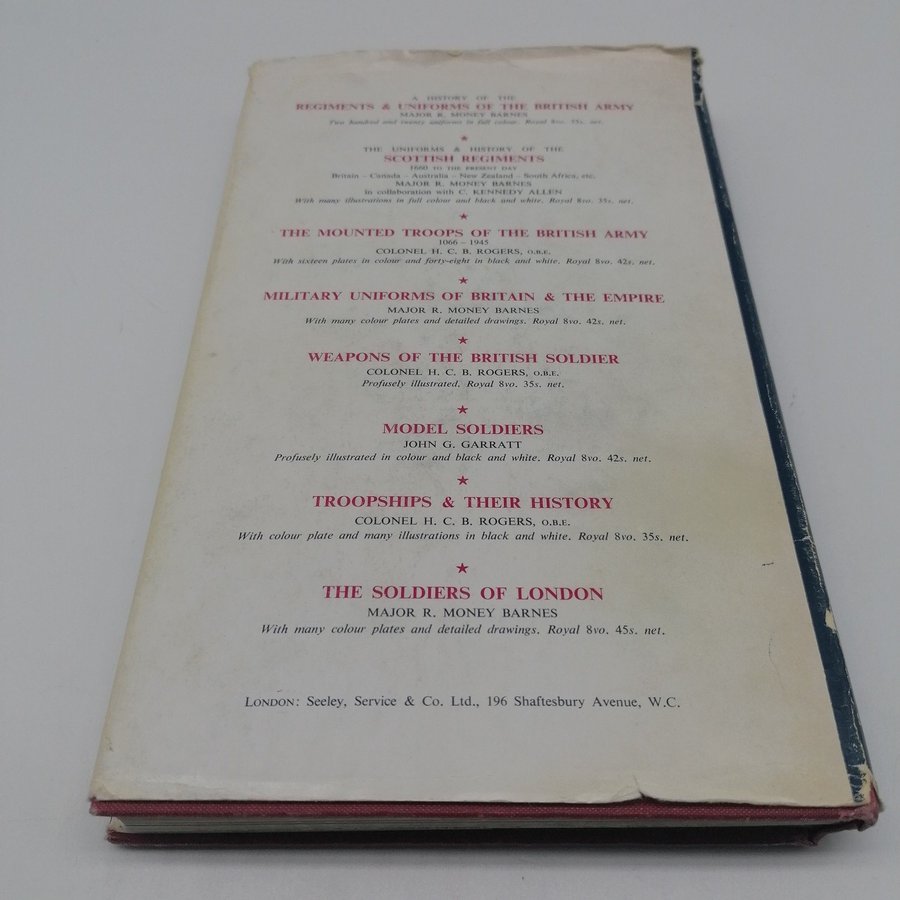 A HISTORY OF THE
REGIMENTS & UNIFORMS OF THE BRITISH ARMY
MAJOR R. MONEY BARNES
Two hundred and twenty uniforms in full colour. Royal 8vo. 35s. net.
★
THE UNIFORMS & HISTORY OF THE
SCOTTISH REGIMENTS
1660 TO THE PRESENT DAY
Britain – Canada – Australia – New Zealand – South Africa, etc.
MAJOR R. MONEY BARNES
in collaboration with C. KENNEDY ALLEN
With many illustrations in full colour and black and white. Royal 8vo. 35s. net.
★
THE MOUNTED TROOPS OF THE BRITISH ARMY
1066 – 1945
COLONEL H. C. B. ROGERS, O.B.E.
With sixteen plates in colour and forty-eight in black and white. Royal 8vo. 42s. net.
★
MILITARY UNIFORMS OF BRITAIN & THE EMPIRE
MAJOR R. MONEY BARNES
With many colour plates and detailed drawings. Royal 8vo. 42s. net.
★
WEAPONS OF THE BRITISH SOLDIER
COLONEL H. C. B. ROGERS, O.B.E.
Profusely illustrated. Royal 8vo. 35s. net.
★
MODEL SOLDIERS
JOHN G. GARRATT
Profusely illustrated in colour and black and white. Royal 8vo. 42s. net.
★
TROOPSHIPS & THEIR HISTORY
COLONEL H. C. B. ROGERS, O.B.E.
With colour plate and many illustrations in black and white. Royal 8vo. 35s. net.
★
THE SOLDIERS OF LONDON
MAJOR R. MONEY BARNES
With many colour plates and detailed drawings. Royal 8vo. 45s. net.
LONDON: Seeley, Service & Co. Ltd., 196 Shaftesbury Avenue, W.C.